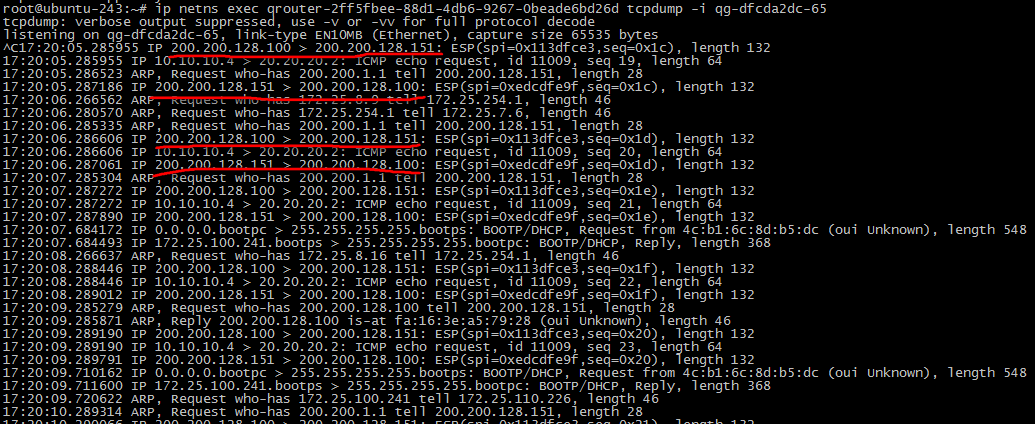 root@ubuntu-243:~# ip netns exec qrouter-2ff5fbee-88d1-4db6-9267-0beade6bd26d tcpdump -i qg-dfcda2dc-65
tcpdump: verbose output suppressed, use -v or -vv for full protocol decode
listening on qg-dfcda2dc-65, link-type EN10MB (Ethernet), capture size 65535 bytes
^C17:20:05.285955 IP 200.200.128.100 > 200.200.128.151: ESP(spi=0x113dfce3,seq=0x1c), length 132
17:20:05.285955 IP 10.10.10.4 > 20.20.20.2: ICMP echo request, id 11009, seq 19, length 64
17:20:05.286523 ARP, Request who-has 200.200.1.1 tell 200.200.128.151, length 28
17:20:05.287186 IP 200.200.128.151 > 200.200.128.100: ESP(spi=0xedcdfe9f,seq=0x1c), length 132
17:20:06.266562 ARP, Request who-has 172.25.8.9 tell 172.25.254.1, length 46
17:20:06.280570 ARP, Request who-has 172.25.254.1 tell 172.25.7.6, length 46
17:20:06.285335 ARP, Request who-has 200.200.1.1 tell 200.200.128.151, length 28
17:20:06.286606 IP 200.200.128.100 > 200.200.128.151: ESP(spi=0x113dfce3,seq=0x1d), length 132
17:20:06.286606 IP 10.10.10.4 > 20.20.20.2: ICMP echo request, id 11009, seq 20, length 64
17:20:06.287061 IP 200.200.128.151 > 200.200.128.100: ESP(spi=0xedcdfe9f,seq=0x1d), length 132
17:20:07.285304 ARP, Request who-has 200.200.1.1 tell 200.200.128.151, length 28
17:20:07.287272 IP 200.200.128.100 > 200.200.128.151: ESP(spi=0x113dfce3,seq=0x1e), length 132
17:20:07.287272 IP 10.10.10.4 > 20.20.20.2: ICMP echo request, id 11009, seq 21, length 64
17:20:07.287890 IP 200.200.128.151 > 200.200.128.100: ESP(spi=0xedcdfe9f,seq=0x1e), length 132
17:20:07.684172 IP 0.0.0.0.bootpc > 255.255.255.255.bootps: BOOTP/DHCP, Request from 4c:b1:6c:8d:b5:dc (oui Unknown), length 548
17:20:07.684493 IP 172.25.100.241.bootps > 255.255.255.255.bootpc: BOOTP/DHCP, Reply, length 368
17:20:08.266637 ARP, Request who-has 172.25.8.16 tell 172.25.254.1, length 46
17:20:08.288446 IP 200.200.128.100 > 200.200.128.151: ESP(spi=0x113dfce3,seq=0x1f), length 132
17:20:08.288446 IP 10.10.10.4 > 20.20.20.2: ICMP echo request, id 11009, seq 22, length 64
17:20:08.289012 IP 200.200.128.151 > 200.200.128.100: ESP(spi=0xedcdfe9f,seq=0x1f), length 132
17:20:09.285279 ARP, Request who-has 200.200.128.100 tell 200.200.128.151, length 28
17:20:09.285871 ARP, Reply 200.200.128.100 is-at fa:16:3e:a5:79:28 (oui Unknown), length 46
17:20:09.289190 IP 200.200.128.100 > 200.200.128.151: ESP(spi=0x113dfce3,seq=0x20), length 132
17:20:09.289190 IP 10.10.10.4 > 20.20.20.2: ICMP echo request, id 11009, seq 23, length 64
17:20:09.289791 IP 200.200.128.151 > 200.200.128.100: ESP(spi=0xedcdfe9f,seq=0x20), length 132
17:20:09.710162 IP 0.0.0.0.bootpc > 255.255.255.255.bootps: BOOTP/DHCP, Request from 4c:b1:6c:8d:b5:dc (oui Unknown), length 548
17:20:09.711600 IP 172.25.100.241.bootps > 255.255.255.255.bootpc: BOOTP/DHCP, Reply, length 368
17:20:09.720622 ARP, Request who-has 172.25.100.241 tell 172.25.110.226, length 46
17:20:10.289314 ARP, Request who-has 200.200.1.1 tell 200.200.128.151, length 28